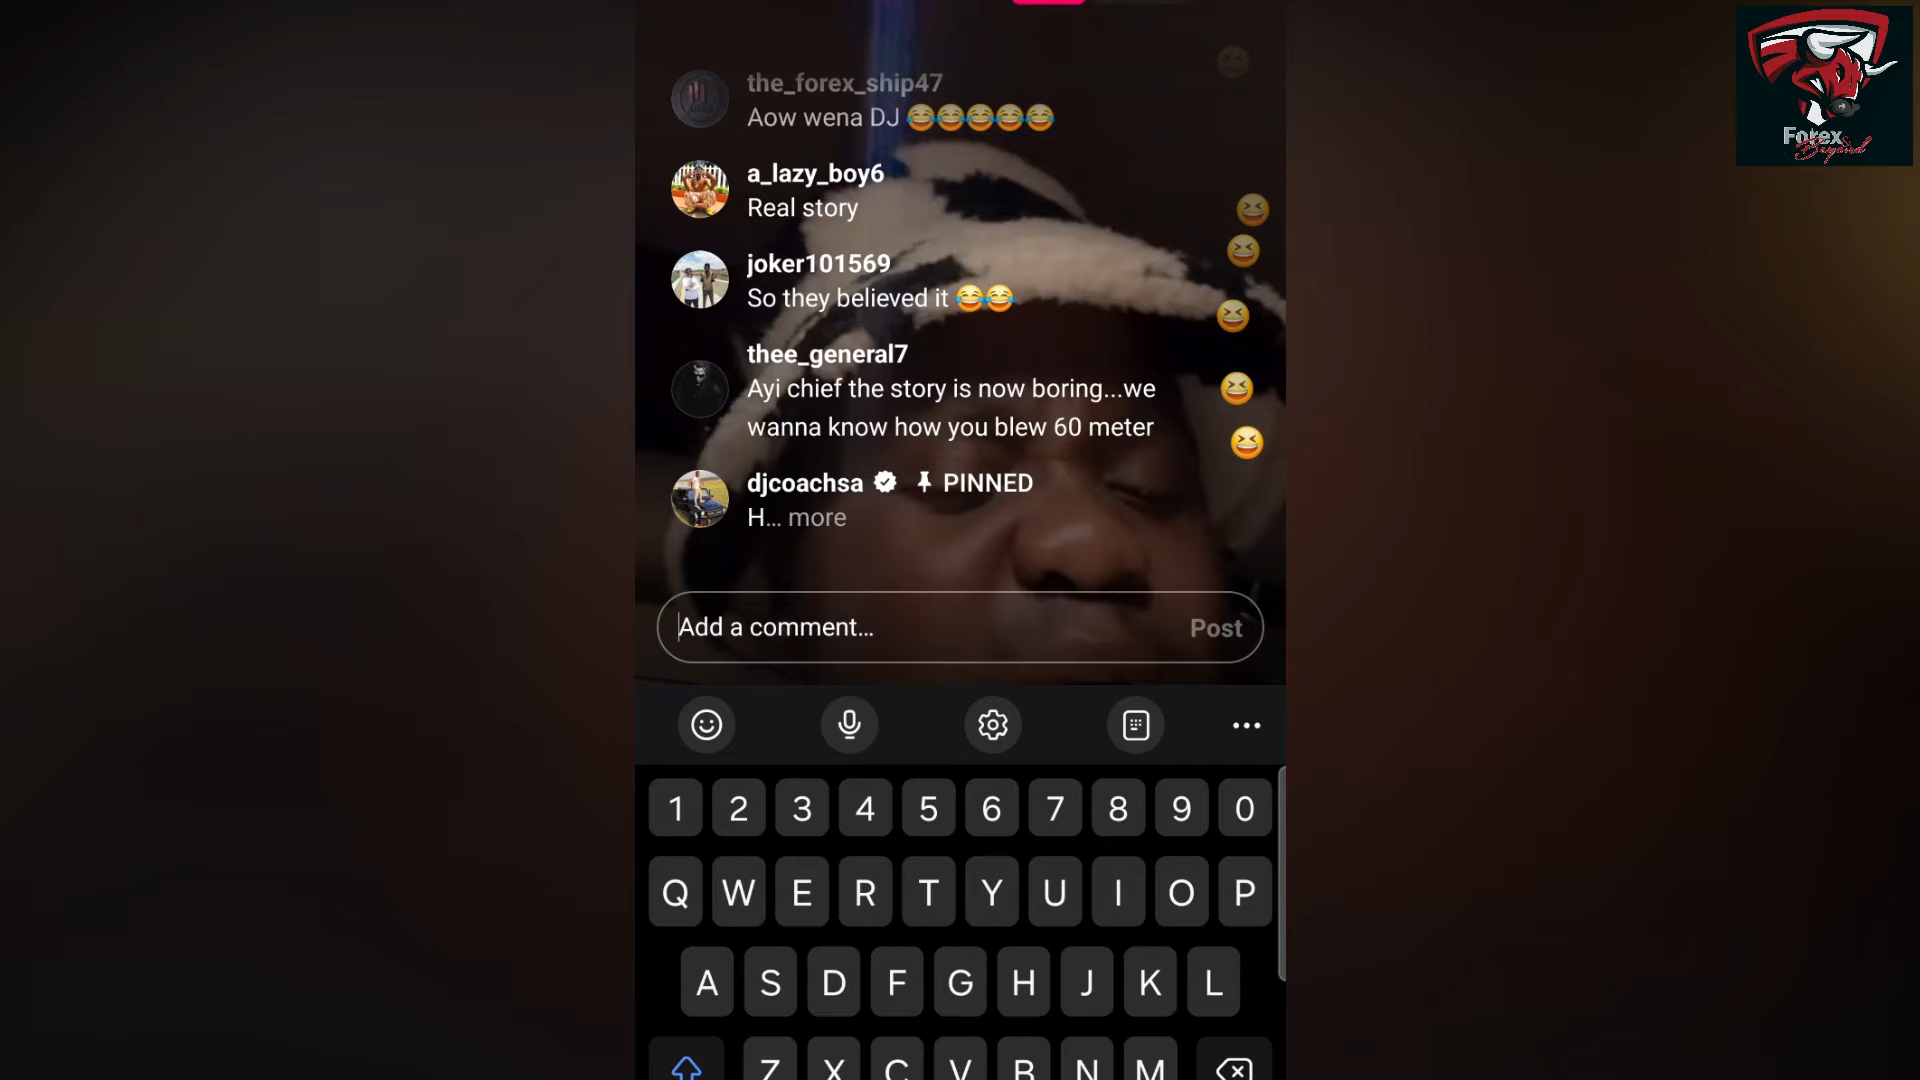 the_forex_ship47
Aow wena DJ 😂😂😂😂😂
a_lazy_boy6
Real story
joker101569
So they believed it 😂😂
thee_general7
Ayi chief the story is now boring...we
wanna know how you blew 60 meter
djcoachsa PINNED
H... more
Add a comment... Post
1 2 3 4 5 6 7 8 9 0
Q W E R T Y U I O P
A S D F G H J K L
Z X C V B N M
Forex
& Beyond